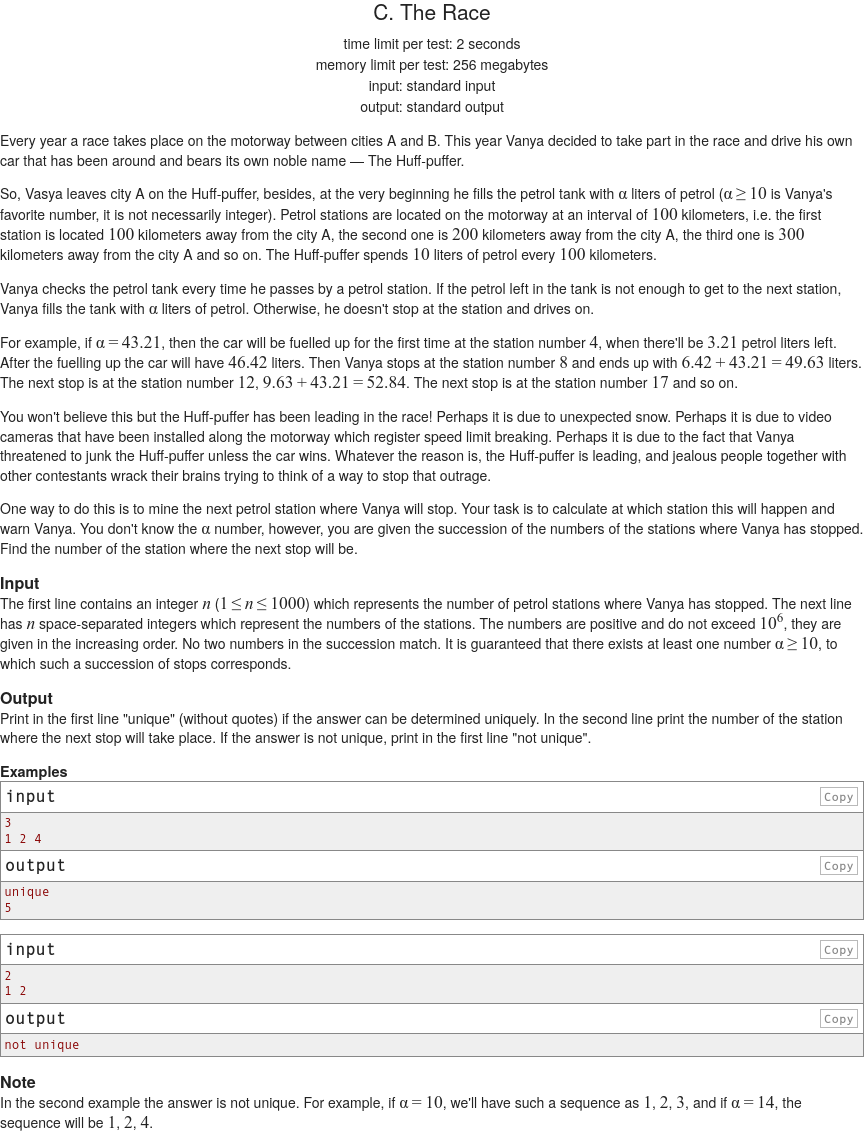 C. The Race
time limit per test: 2 seconds
memory limit per test: 256 megabytes
input: standard input
output: standard output
Every year a race takes place on the motorway between cities A and B. This year Vanya decided to take part in the race and drive his own
car that has been around and bears its own noble name — The Huff-puffer.
So, Vasya leaves city A on the Huff-puffer, besides, at the very beginning he fills the petrol tank with α liters of petrol (α ≥ 10 is Vanya's
favorite number, it is not necessarily integer). Petrol stations are located on the motorway at an interval of 100 kilometers, i.e. the first
station is located 100 kilometers away from the city A, the second one is 200 kilometers away from the city A, the third one is 300
kilometers away from the city A and so on. The Huff-puffer spends 10 liters of petrol every 100 kilometers.
Vanya checks the petrol tank every time he passes by a petrol station. If the petrol left in the tank is not enough to get to the next station,
Vanya fills the tank with α liters of petrol. Otherwise, he doesn't stop at the station and drives on.
For example, if α = 43.21, then the car will be fuelled up for the first time at the station number 4, when there'll be 3.21 petrol liters left.
After the fuelling up the car will have 46.42 liters. Then Vanya stops at the station number 8 and ends up with 6.42 + 43.21 = 49.63 liters.
The next stop is at the station number 12, 9.63 + 43.21 = 52.84. The next stop is at the station number 17 and so on.
You won't believe this but the Huff-puffer has been leading in the race! Perhaps it is due to unexpected snow. Perhaps it is due to video
cameras that have been installed along the motorway which register speed limit breaking. Perhaps it is due to the fact that Vanya
threatened to junk the Huff-puffer unless the car wins. Whatever the reason is, the Huff-puffer is leading, and jealous people together with
other contestants wrack their brains trying to think of a way to stop that outrage.
One way to do this is to mine the next petrol station where Vanya will stop. Your task is to calculate at which station this will happen and
warn Vanya. You don't know the α number, however, you are given the succession of the numbers of the stations where Vanya has stopped.
Find the number of the station where the next stop will be.
Input
The first line contains an integer n (1 ≤ n ≤ 1000) which represents the number of petrol stations where Vanya has stopped. The next line
has n space-separated integers which represent the numbers of the stations. The numbers are positive and do not exceed 10⁶, they are
given in the increasing order. No two numbers in the succession match. It is guaranteed that there exists at least one number α ≥ 10, to
which such a succession of stops corresponds.
Output
Print in the first line "unique" (without quotes) if the answer can be determined uniquely. In the second line print the number of the station
where the next stop will take place. If the answer is not unique, print in the first line "not unique".
Examples
input Copy
3
1 2 4
output Copy
unique
5
input Copy
2
1 2
output Copy
not unique
Note
In the second example the answer is not unique. For example, if α = 10, we'll have such a sequence as 1, 2, 3, and if α = 14, the
sequence will be 1, 2, 4.